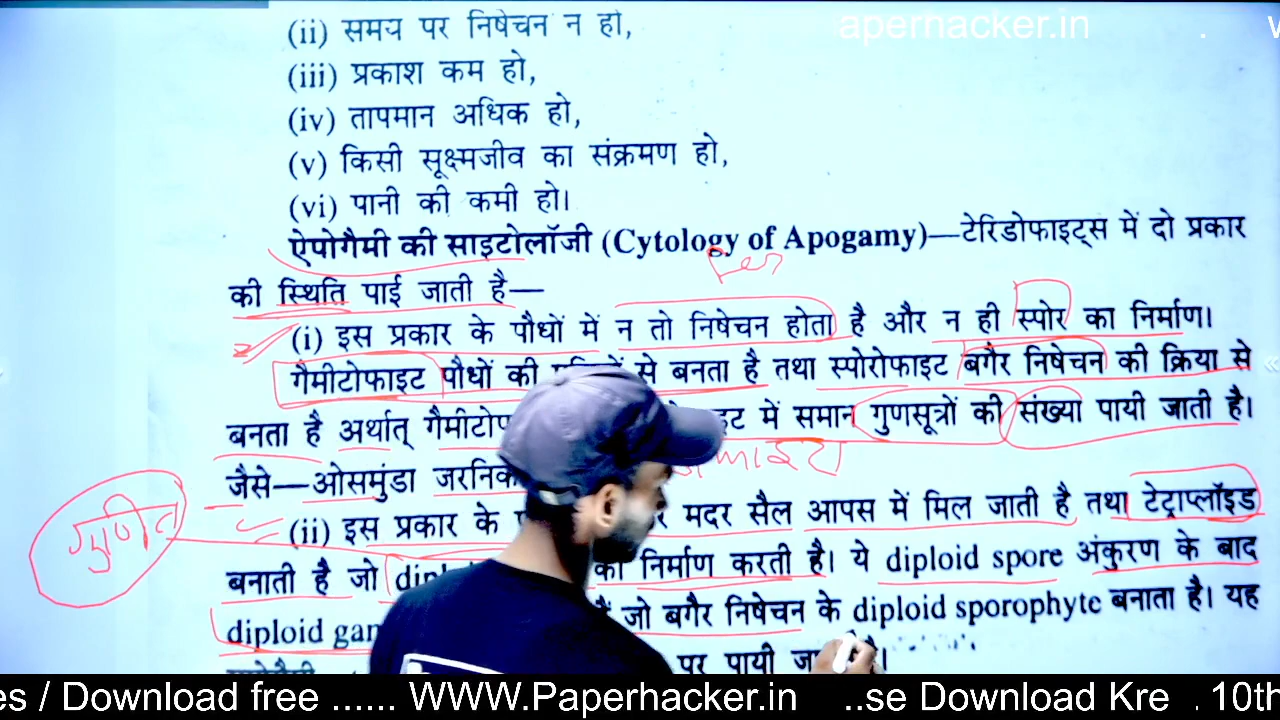 aperhacker.in
(ii) समय पर निषेचन न हो,
(iii) प्रकाश कम हो,
(iv) तापमान अधिक हो,
(v) किसी सूक्ष्मजीव का संक्रमण हो,
(vi) पानी की कमी हो।
ऐपोगैमी की साइटोलॉजी (Cytology of Apogamy)—टेरिडोफाइट्स में दो प्रकार
की स्थिति पाई जाती है—
(i) इस प्रकार के पौधों में न तो निषेचन होता है और न ही स्पोर का निर्माण।
गैमीटोफाइट पौधों की से बनता है तथा स्पोरोफाइट बगैर निषेचन की क्रिया से
बनता है अर्थात् में समान गुणसूत्रों की संख्या पायी जाती है।
जैसे—ओसमुंडा
(ii) इस प्रकार के मदर सैल आपस में मिल जाती है तथा टेट्राप्लॉइड
गुणित
बनाती है जो का निर्माण करती है। ये diploid spore अंकुरण के बाद
diploid जो बगैर निषेचन के diploid sporophyte बनाता है। यह
पर पायी
es / Download free ...... WWW.Paperhacker.in ..se Download Kre . 10th